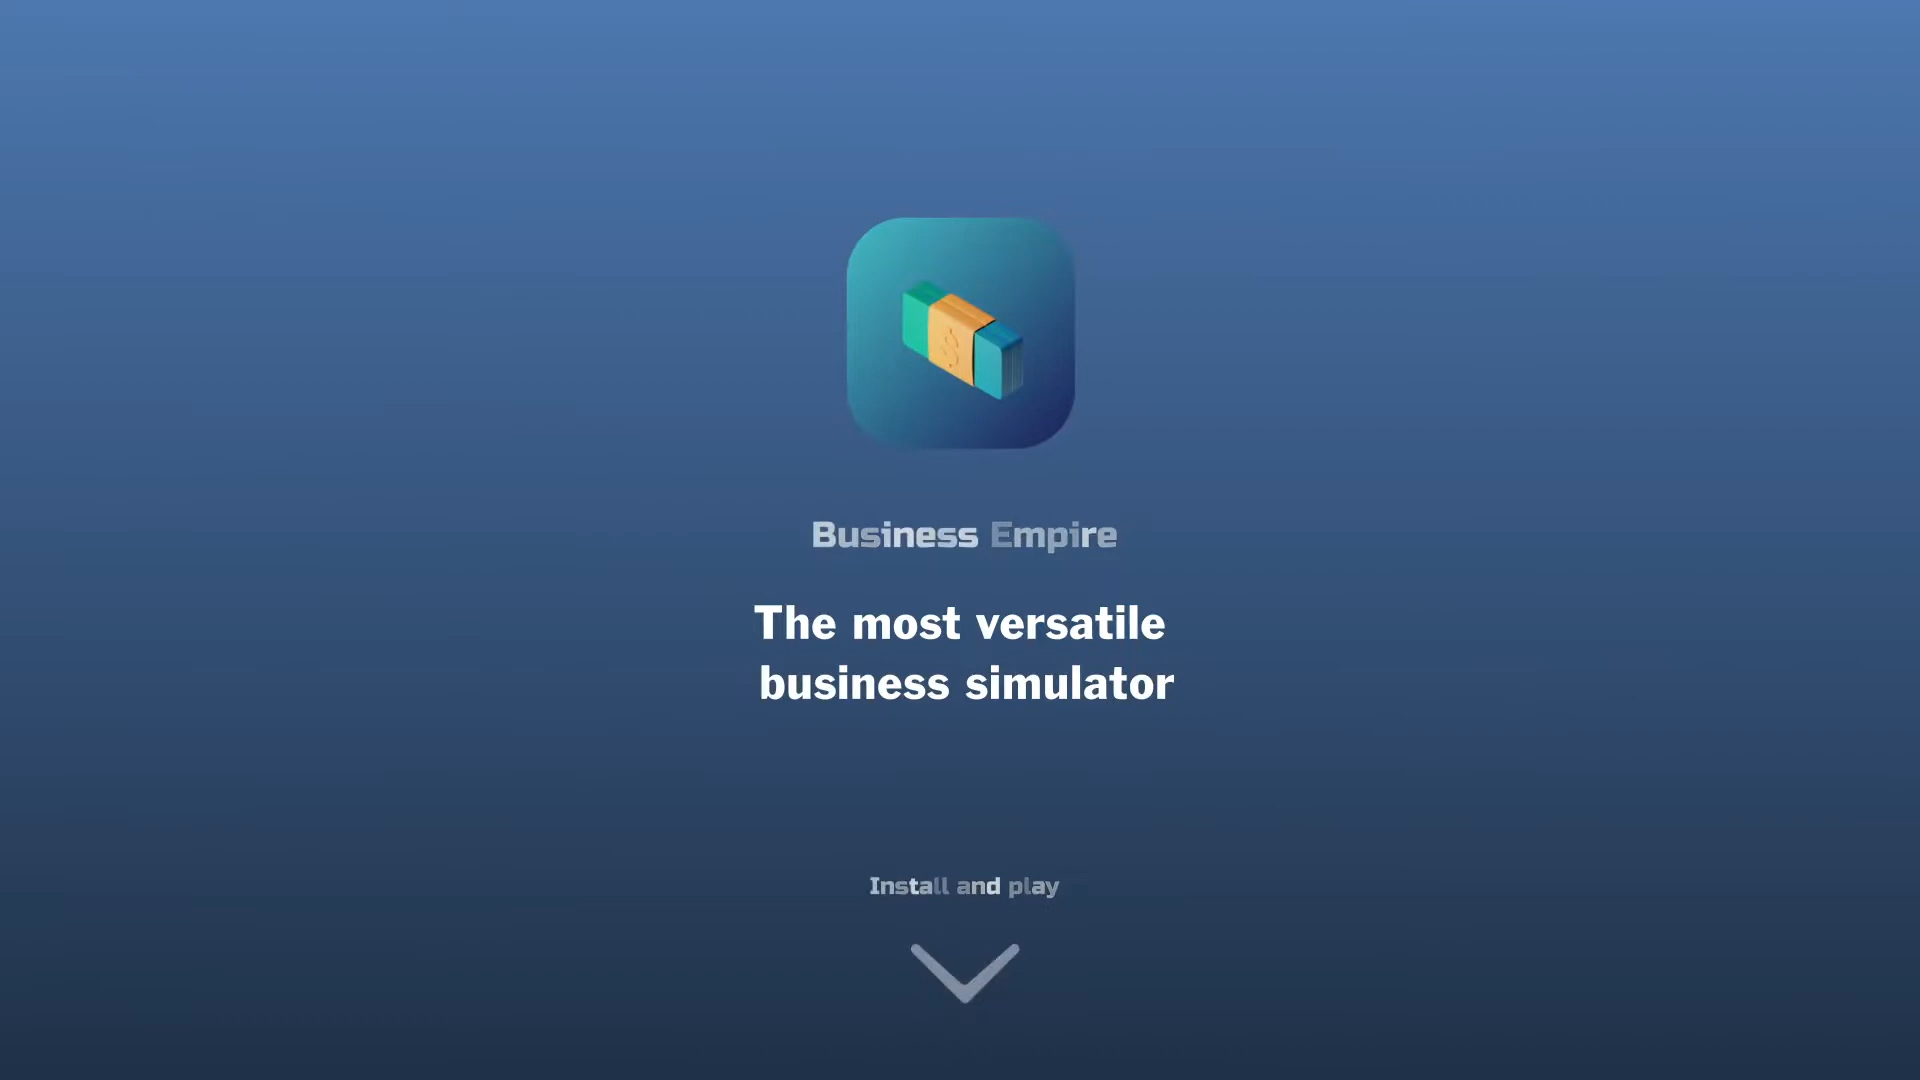 Business Empire
The most versatile
business simulator
Install and play